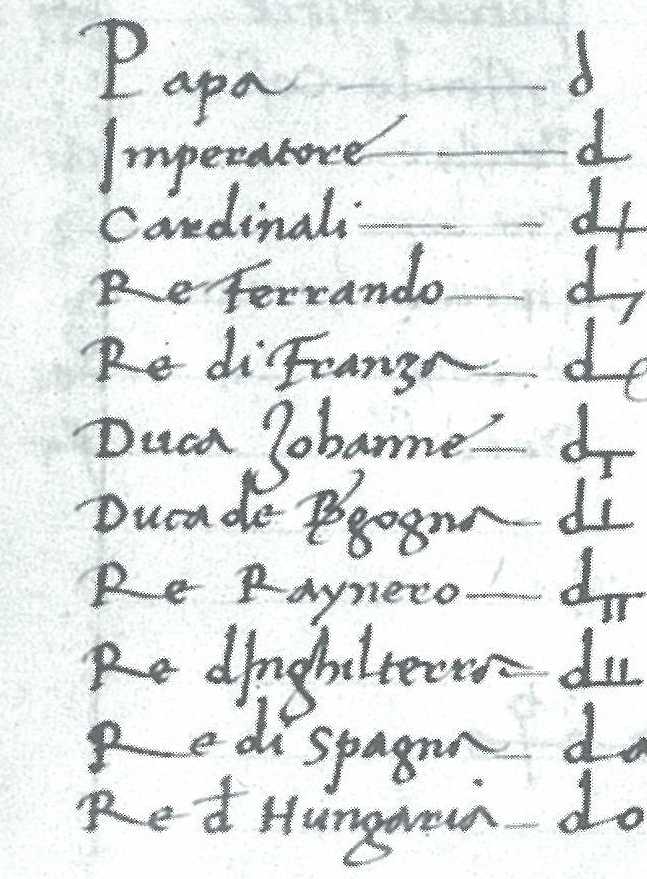 Papa d
Imperatore d
Cardinali d
Re Ferrando d
Re di Franza d
Duca Johanne d
Duca de Bgogna d
Re Raynero d
Re d Inghilterra d
Re di Spagna d
Re d Hungaria d